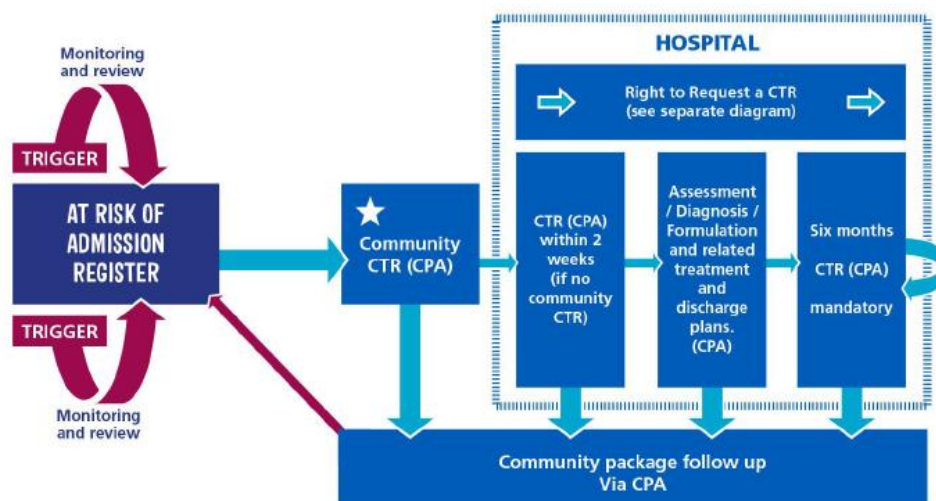 Monitoring
and review
TRIGGER
AT RISK OF
ADMISSION
REGISTER
TRIGGER
Monitoring
and review
Community
CTR (CPA)
HOSPITAL
Right to Request a CTR
(see separate diagram)
CTR (CPA)
within 2
weeks
(if no
community
CTR)
Assessment
/ Diagnosis /
Formulation
and related
treatment
and
discharge
plans.
(CPA)
Six months
CTR (CPA)
mandatory
Community package follow up
Via CPA